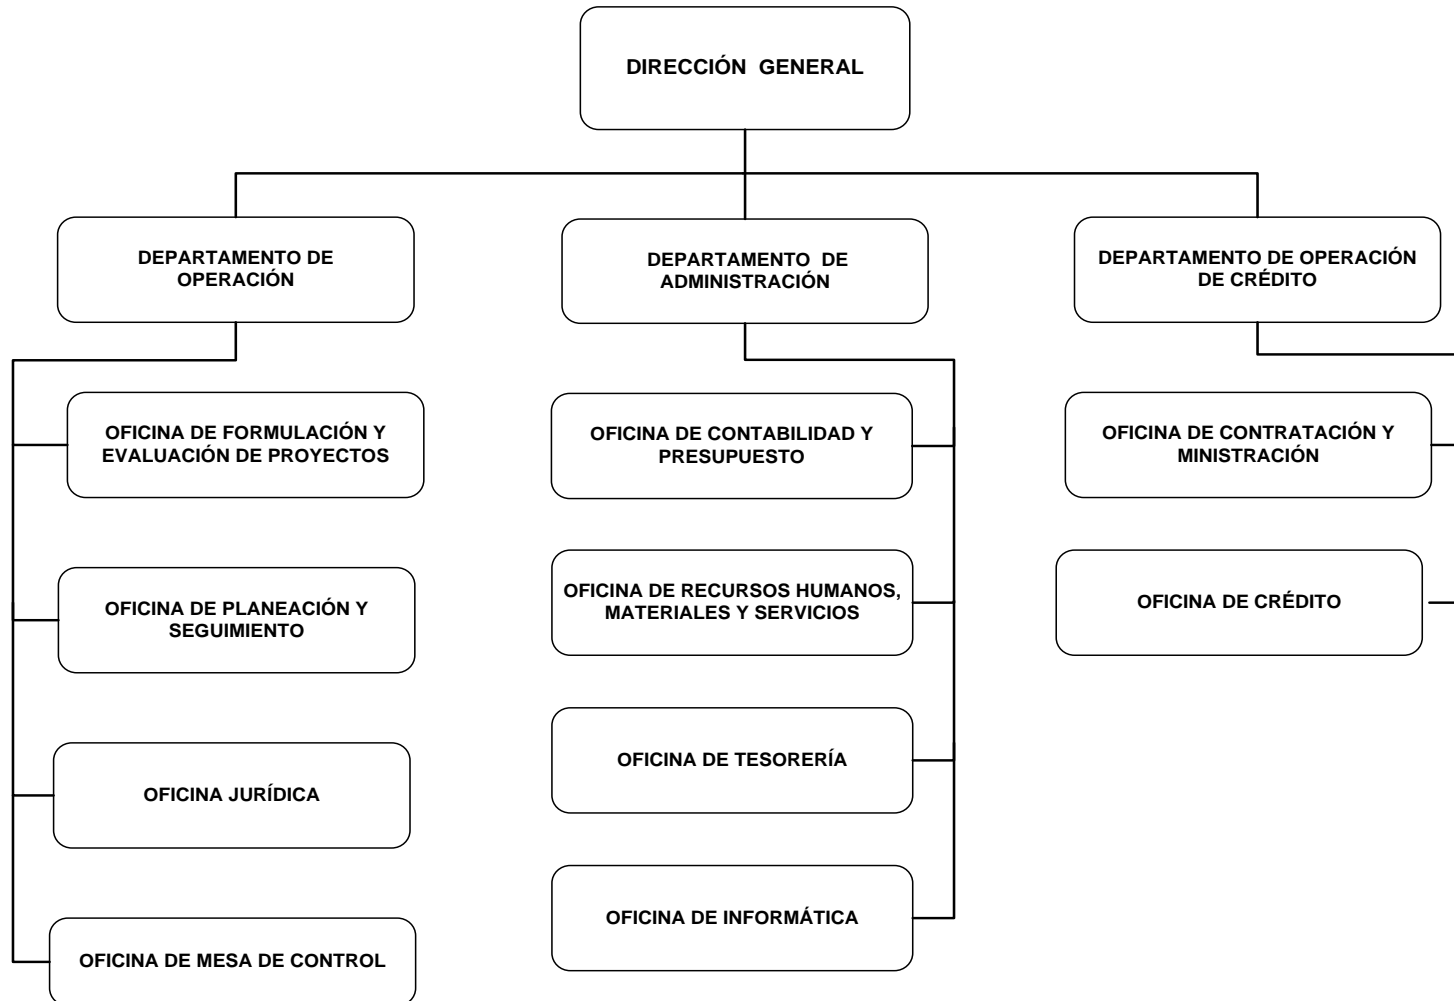 DIRECCIÓN GENERAL
DEPARTAMENTO DE
OPERACIÓN
DEPARTAMENTO DE
ADMINISTRACIÓN
DEPARTAMENTO DE OPERACIÓN
DE CRÉDITO
OFICINA DE FORMULACIÓN Y
EVALUACIÓN DE PROYECTOS
OFICINA DE CONTABILIDAD Y
PRESUPUESTO
OFICINA DE CONTRATACIÓN Y
MINISTRACIÓN
OFICINA DE PLANEACIÓN Y
SEGUIMIENTO
OFICINA DE RECURSOS HUMANOS,
MATERIALES Y SERVICIOS
OFICINA DE CRÉDITO
OFICINA JURÍDICA
OFICINA DE TESORERÍA
OFICINA DE MESA DE CONTROL
OFICINA DE INFORMÁTICA